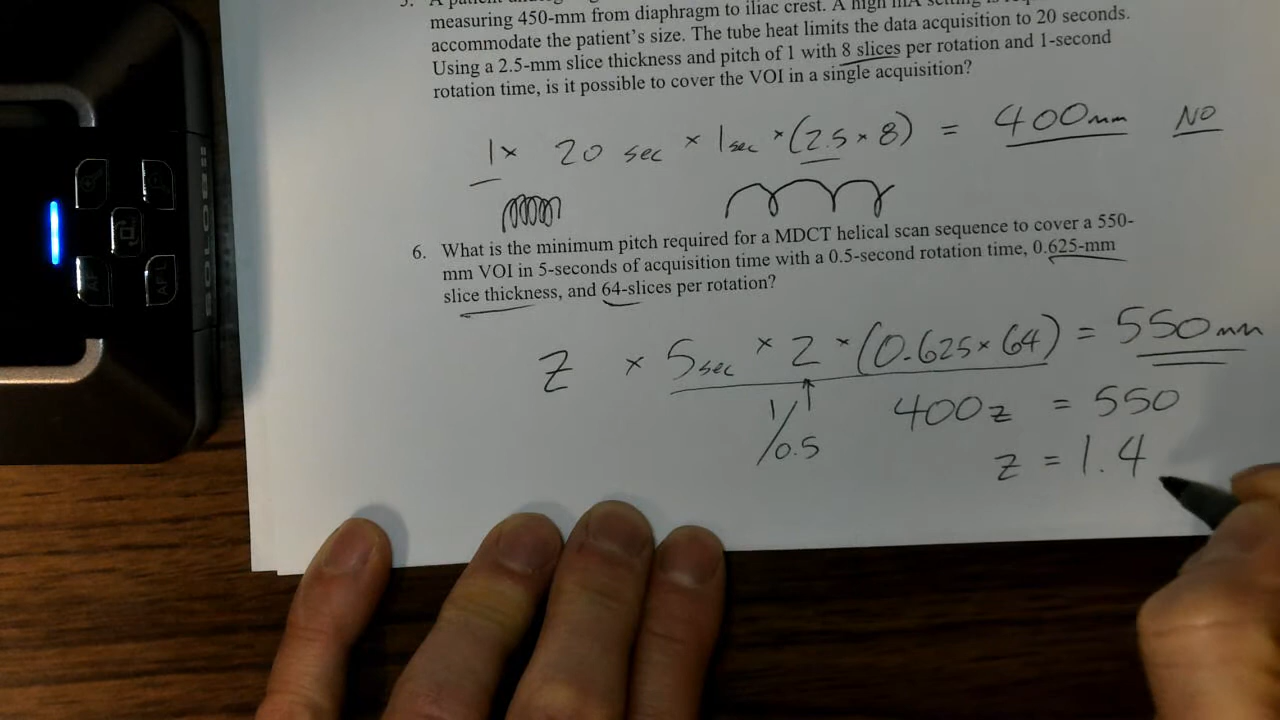 measuring 450-mm from diaphragm to iliac crest. A high mA setting is
accommodate the patient's size. The tube heat limits the data acquisition to 20 seconds.
Using a 2.5-mm slice thickness and pitch of 1 with 8 slices per rotation and 1-second
rotation time, is it possible to cover the VOI in a single acquisition?
1 × 20 sec × 1sec × (2.5 × 8) = 400mm NO
6. What is the minimum pitch required for a MDCT helical scan sequence to cover a 550-
mm VOI in 5-seconds of acquisition time with a 0.5-second rotation time, 0.625-mm
slice thickness, and 64-slices per rotation?
z × 5sec × 2 × (0.625 × 64) = 550mm
1/0.5 400z = 550
z = 1.4